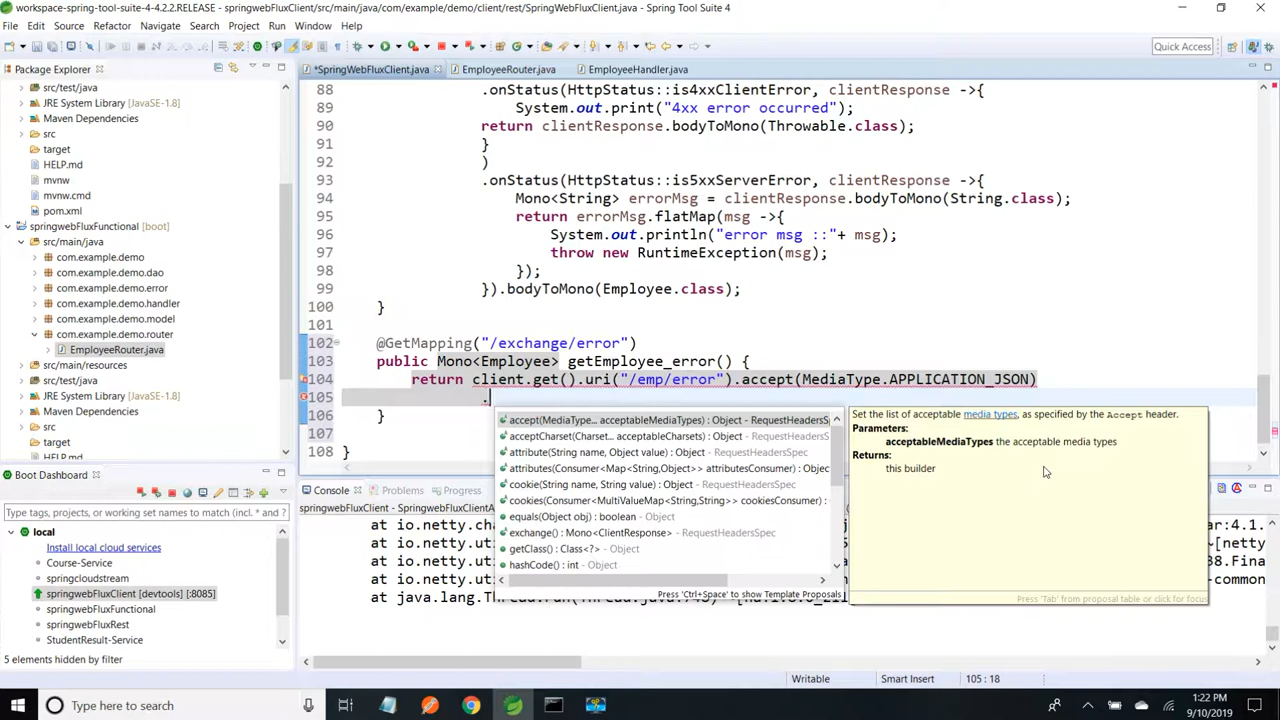 workspace-spring-tool-suite-4-4.2.2.RELEASE - springwebFluxClient/src/main/java/com/example/demo/client/rest/SpringWebFluxClient.java - Spring Tool Suite 4
File Edit Source Refactor Navigate Search Project Run Window Help
Quick Access
Package Explorer
src/test/java
JRE System Library [JavaSE-1.8]
Maven Dependencies
src
target
HELP.md
mvnw
mvnw.cmd
pom.xml
springwebFluxFunctional [boot]
src/main/java
com.example.demo
com.example.demo.dao
com.example.demo.error
com.example.demo.handler
com.example.demo.model
com.example.demo.router
EmployeeRouter.java
src/main/resources
src/test/java
JRE System Library [JavaSE-1.8]
Maven Dependencies
src
target
HELP.md
*SpringWebFluxClient.java EmployeeRouter.java EmployeeHandler.java
88 .onStatus(HttpStatus::is4xxClientError, clientResponse ->{
89 System.out.print("4xx error occurred");
90 return clientResponse.bodyToMono(Throwable.class);
91 }
92 )
93 .onStatus(HttpStatus::is5xxServerError, clientResponse ->{
94 Mono<String> errorMsg = clientResponse.bodyToMono(String.class);
95 return errorMsg.flatMap(msg ->{
96 System.out.println("error msg ::"+ msg);
97 throw new RuntimeException(msg);
98 });
99 }).bodyToMono(Employee.class);
100 }
101
102 @GetMapping("/exchange/error")
103 public Mono<Employee> getEmployee_error() {
104 return client.get().uri("/emp/error").accept(MediaType.APPLICATION_JSON)
105 .
106 }
107
108 }
accept(MediaType... acceptableMediaTypes) : Object - RequestHeadersSp
acceptCharset(Charset... acceptableCharsets) : Object - RequestHeadersS
attribute(String name, Object value) : Object - RequestHeadersSpec
attributes(Consumer<Map<String,Object>> attributesConsumer) : Objec
cookie(String name, String value) : Object - RequestHeadersSpec
cookies(Consumer<MultiValueMap<String,String>> cookiesConsumer) :
equals(Object obj) : boolean - Object
exchange() : Mono<ClientResponse> - RequestHeadersSpec
getClass() : Class<?> - Object
hashCode() : int - Object
Press 'Ctrl+Space' to show Template Proposals
Set the list of acceptable media types, as specified by the Accept header.
Parameters:
acceptableMediaTypes the acceptable media types
Returns:
this builder
Press 'Tab' from proposal table or click for focus
Boot Dashboard
Type tags, projects, or working set names to match (incl. * and ?
local
Install local cloud services
Course-Service
springcloudstream
springwebFluxClient [devtools] [:8085]
springwebFluxFunctional
springwebFluxRest
StudentResult-Service
5 elements hidden by filter
Console Problems Progress
springwebFluxClient - SpringwebFluxClientA
at io.netty.cha
at io.netty.ut
at io.netty.ut
at io.netty.ut
Writable Smart Insert 105 : 18
Type here to search
1:22 PM
9/10/2019